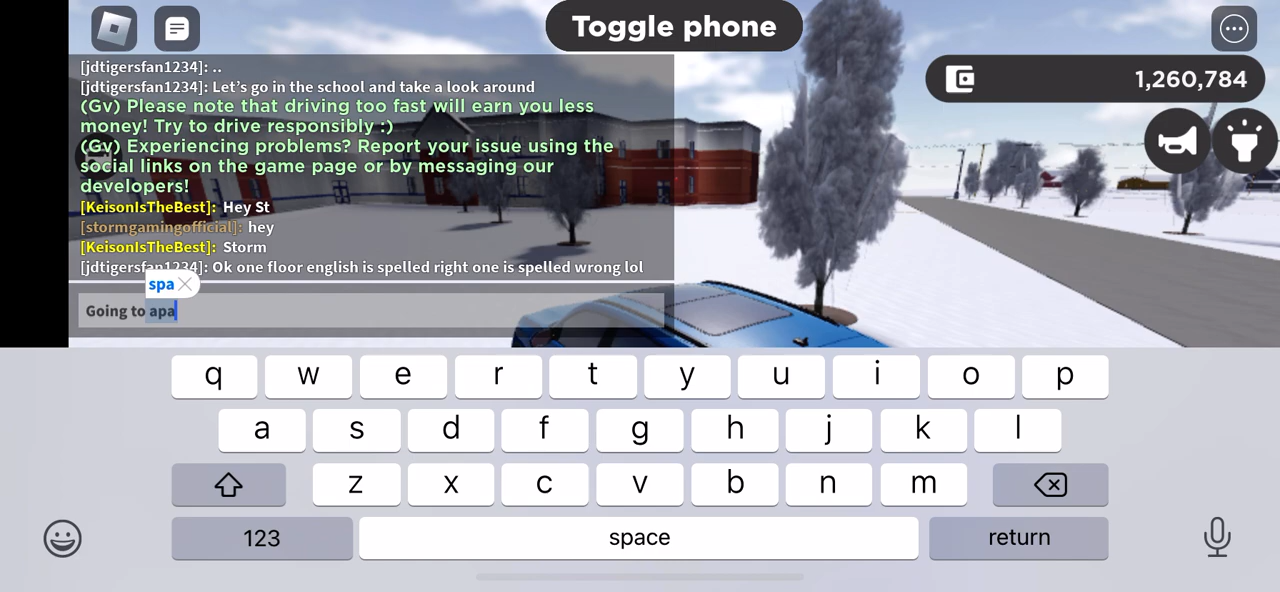 Toggle phone
1,260,784
[jdtigersfan1234]: ..
[jdtigersfan1234]: Let's go in the school and take a look around
(Gv) Please note that driving too fast will earn you less
money! Try to drive responsibly :)
(Gv) Experiencing problems? Report your issue using the
social links on the game page or by messaging our
developers!
[KeisonIsTheBest]: Hey St
[stormgamingofficial]: hey
[KeisonIsTheBest]: Storm
[jdtigersfan1234]: Ok one floor english is spelled right one is spelled wrong lol
spa
Going to apa
q w e r t y u i o p
a s d f g h j k l
z x c v b n m
123 space return